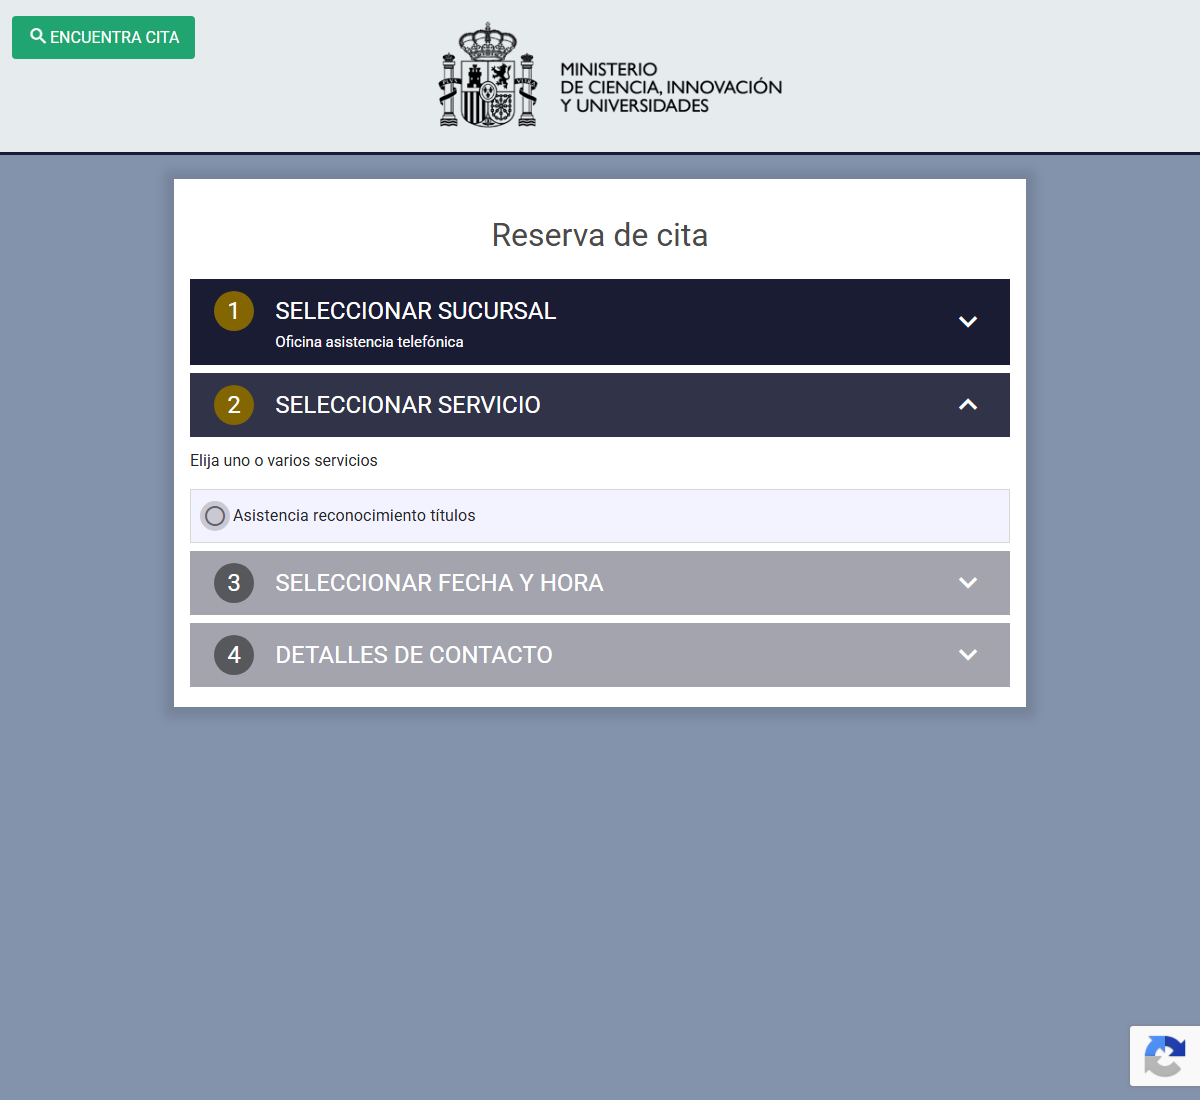 ENCUENTRA CITA
MINISTERIO
DE CIENCIA, INNOVACIÓN
Y UNIVERSIDADES
Reserva de cita
1 SELECCIONAR SUCURSAL
Oficina asistencia telefónica
2 SELECCIONAR SERVICIO
Elija uno o varios servicios
Asistencia reconocimiento títulos
3 SELECCIONAR FECHA Y HORA
4 DETALLES DE CONTACTO